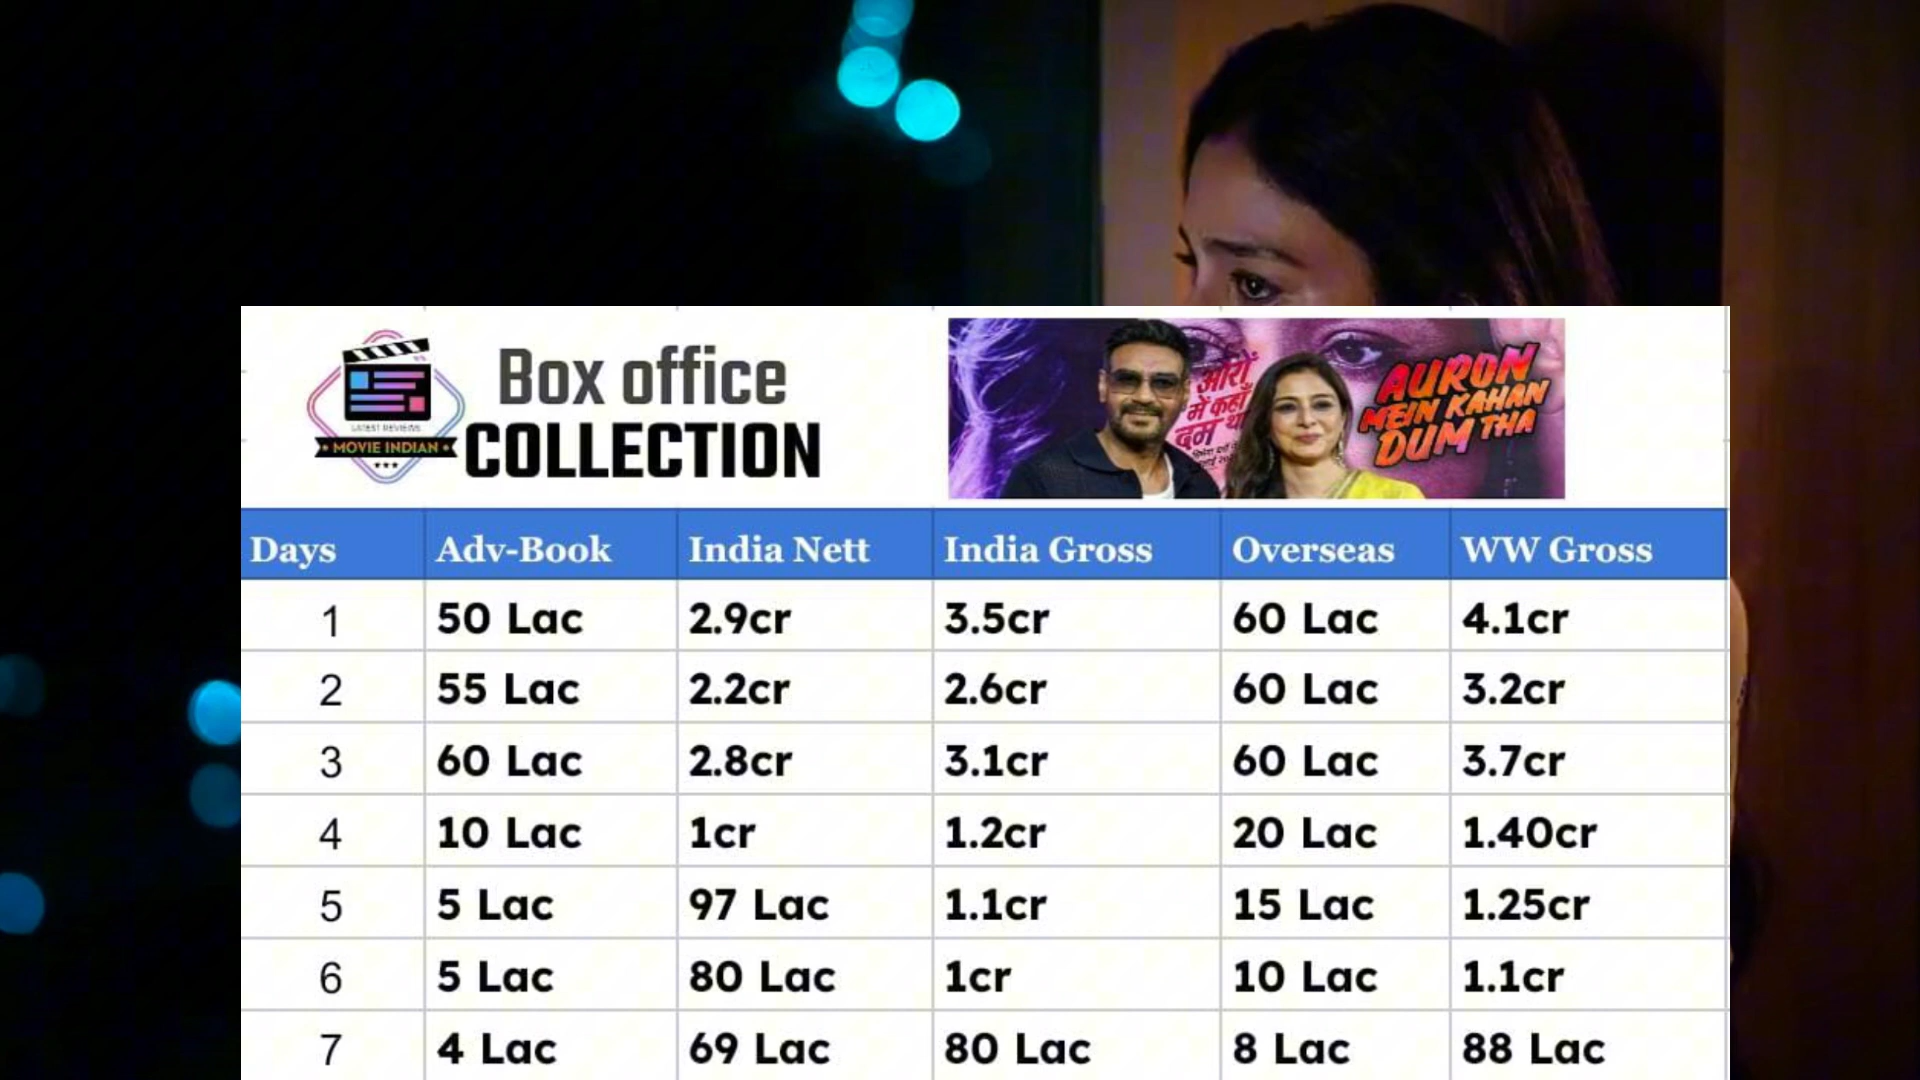 Box office
COLLECTION
LATEST REVIEWS
MOVIE INDIAN
औरों
में कहाँ
दम था
AURON
MEIN KAHAN
DUM THA
Days Adv-Book India Nett India Gross Overseas WW Gross
1 50 Lac 2.9cr 3.5cr 60 Lac 4.1cr
2 55 Lac 2.2cr 2.6cr 60 Lac 3.2cr
3 60 Lac 2.8cr 3.1cr 60 Lac 3.7cr
4 10 Lac 1cr 1.2cr 20 Lac 1.40cr
5 5 Lac 97 Lac 1.1cr 15 Lac 1.25cr
6 5 Lac 80 Lac 1cr 10 Lac 1.1cr
7 4 Lac 69 Lac 80 Lac 8 Lac 88 Lac